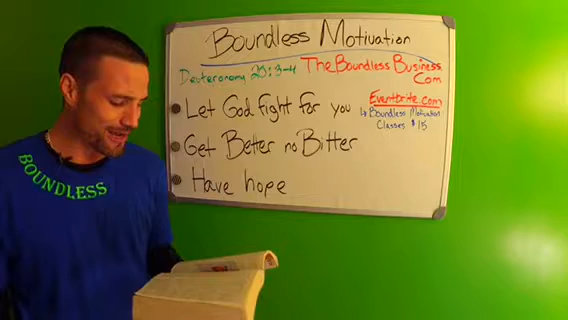 Boundless Motivation
Deuteronomy 20:3-4
TheBoundlessBusiness.
Com
Let God fight for you
Eventbrite.com
↳ Boundless Motivation
Classes $15
Get Better no Bitter
Have hope
BOUNDLESS